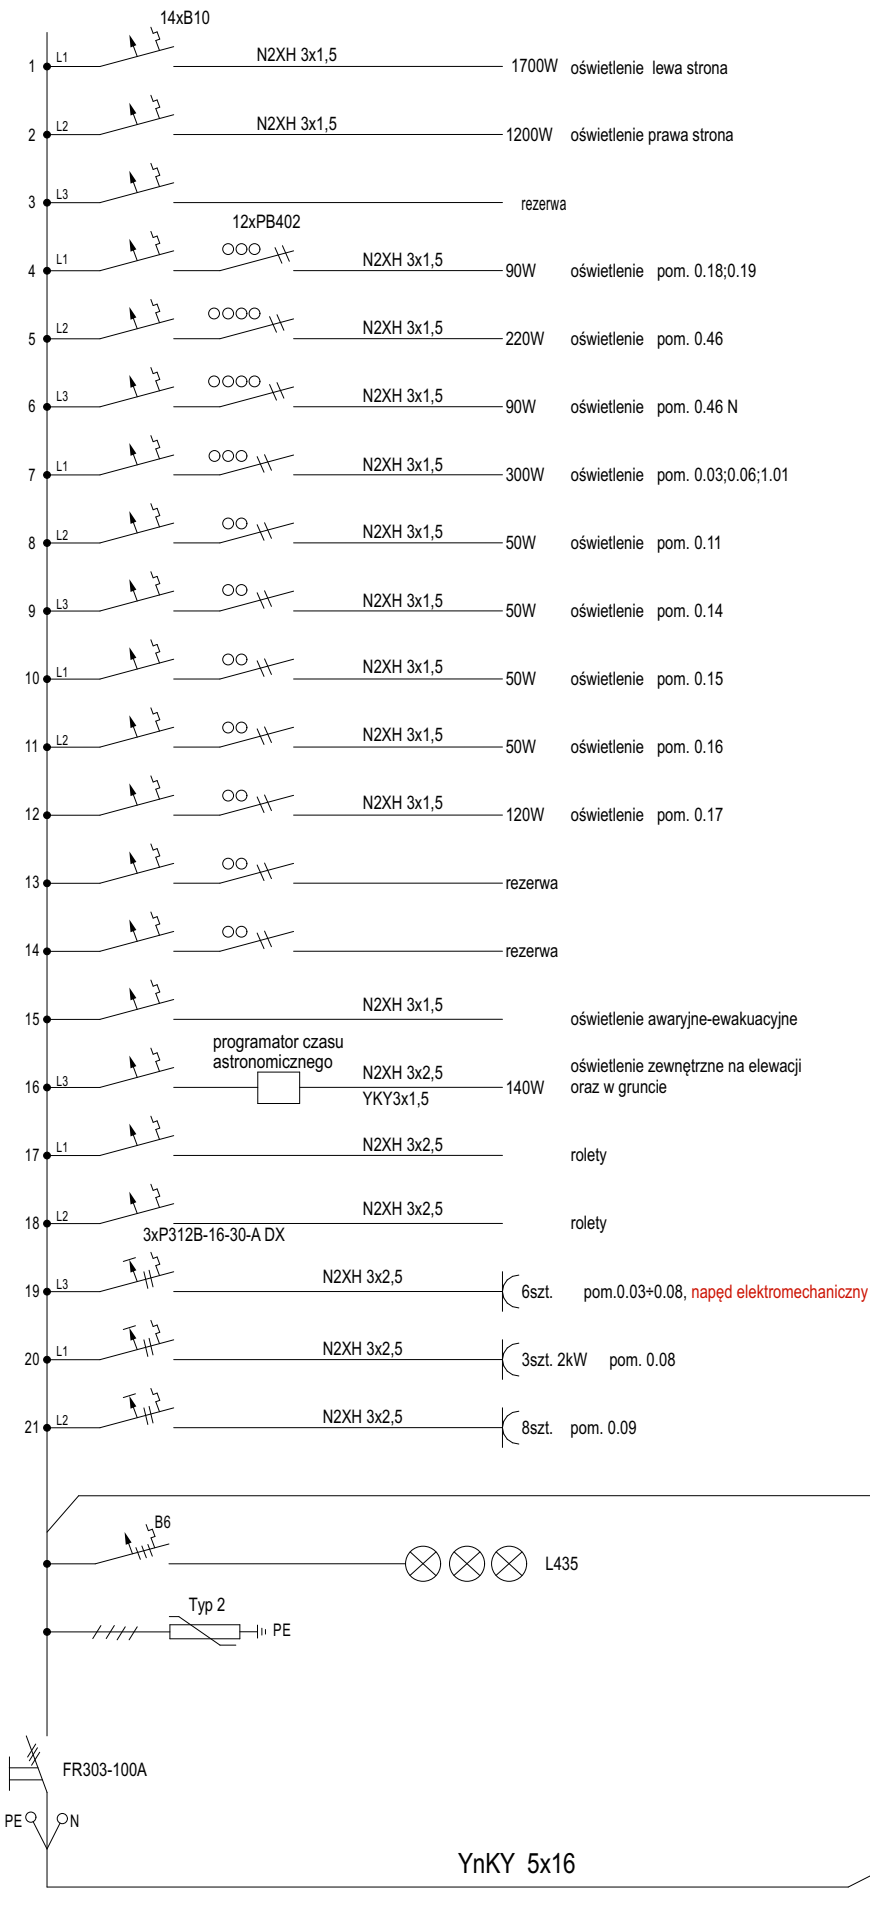 14xB10
1 L1 N2XH 3x1,5 1700W oświetlenie lewa strona
2 L2 N2XH 3x1,5 1200W oświetlenie prawa strona
3 L3 rezerwa
12xPB402
4 L1 N2XH 3x1,5 90W oświetlenie pom. 0.18;0.19
5 L2 N2XH 3x1,5 220W oświetlenie pom. 0.46
6 L3 N2XH 3x1,5 90W oświetlenie pom. 0.46 N
7 L1 N2XH 3x1,5 300W oświetlenie pom. 0.03;0.06;1.01
8 L2 N2XH 3x1,5 50W oświetlenie pom. 0.11
9 L3 N2XH 3x1,5 50W oświetlenie pom. 0.14
10 L1 N2XH 3x1,5 50W oświetlenie pom. 0.15
11 L2 N2XH 3x1,5 50W oświetlenie pom. 0.16
12 N2XH 3x1,5 120W oświetlenie pom. 0.17
13 rezerwa
14 rezerwa
15 N2XH 3x1,5 oświetlenie awaryjne-ewakuacyjne
programator czasu
astronomicznego
16 L3 N2XH 3x2,5 140W oświetlenie zewnętrzne na elewacji
YKY3x1,5 oraz w gruncie
17 L1 N2XH 3x2,5 rolety
18 L2 N2XH 3x2,5 rolety
3xP312B-16-30-A DX
19 L3 N2XH 3x2,5 6szt. pom.0.03÷0.08, napęd elektromechaniczny
20 L1 N2XH 3x2,5 3szt. 2kW pom. 0.08
21 L2 N2XH 3x2,5 8szt. pom. 0.09
B6
L435
Typ 2
PE
FR303-100A
PE N
YnKY 5x16